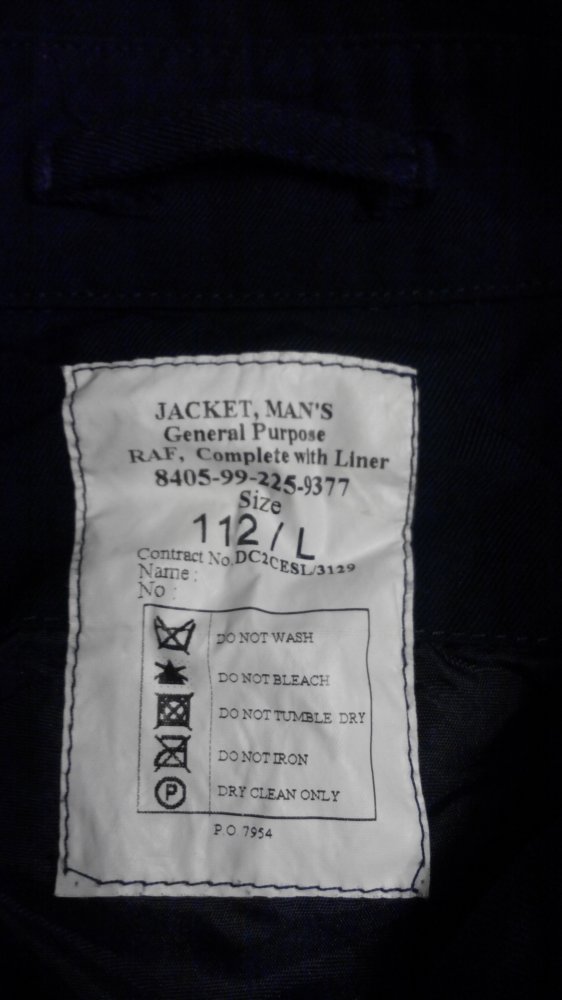 JACKET, MAN'S
General Purpose
RAF, Complete with Liner
8405-99-225-9377
Size
112 / L
Contract No. DC2CESL/3129
Name :
No :
DO NOT WASH
DO NOT BLEACH
DO NOT TUMBLE DRY
DO NOT IRON
P DRY CLEAN ONLY
P O 7954